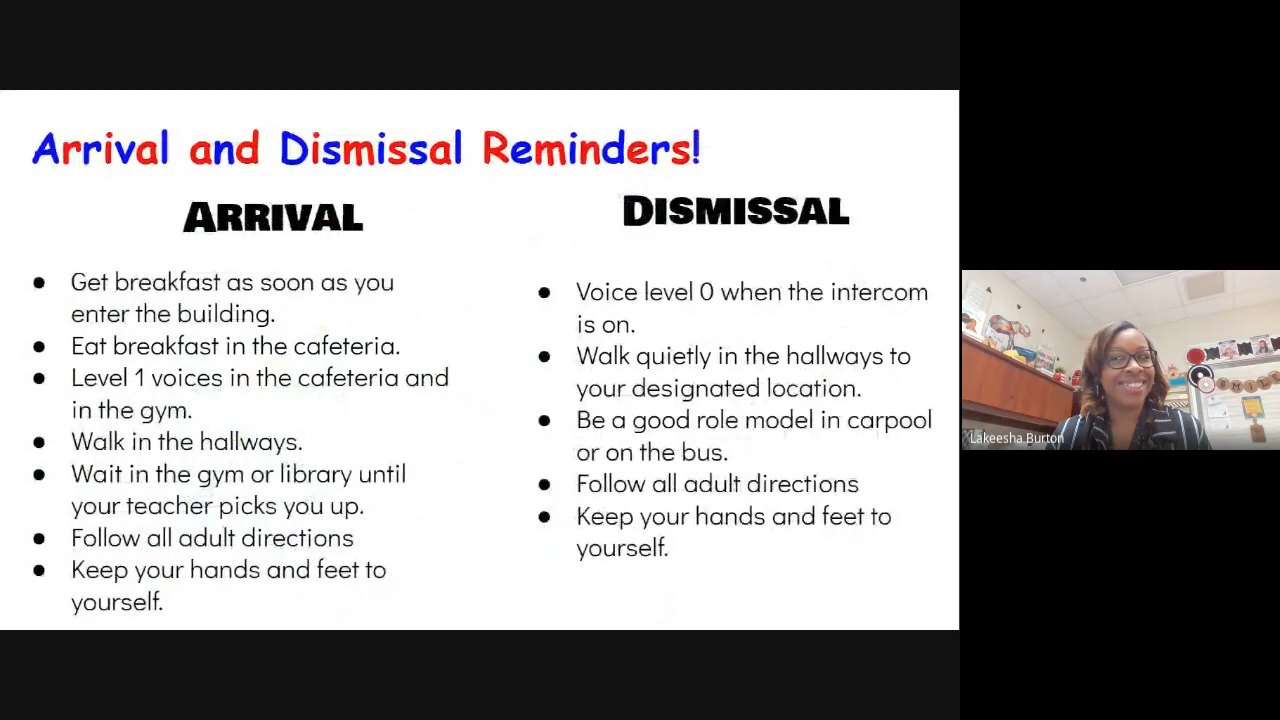 Arrival and Dismissal Reminders!
ARRIVAL
● Get breakfast as soon as you
enter the building.
● Eat breakfast in the cafeteria.
● Level 1 voices in the cafeteria and
in the gym.
● Walk in the hallways.
● Wait in the gym or library until
your teacher picks you up.
● Follow all adult directions
● Keep your hands and feet to
yourself.
DISMISSAL
● Voice level 0 when the intercom
is on.
● Walk quietly in the hallways to
your designated location.
● Be a good role model in carpool
or on the bus.
● Follow all adult directions
● Keep your hands and feet to
yourself.
SMILE
Lakeesha Burton